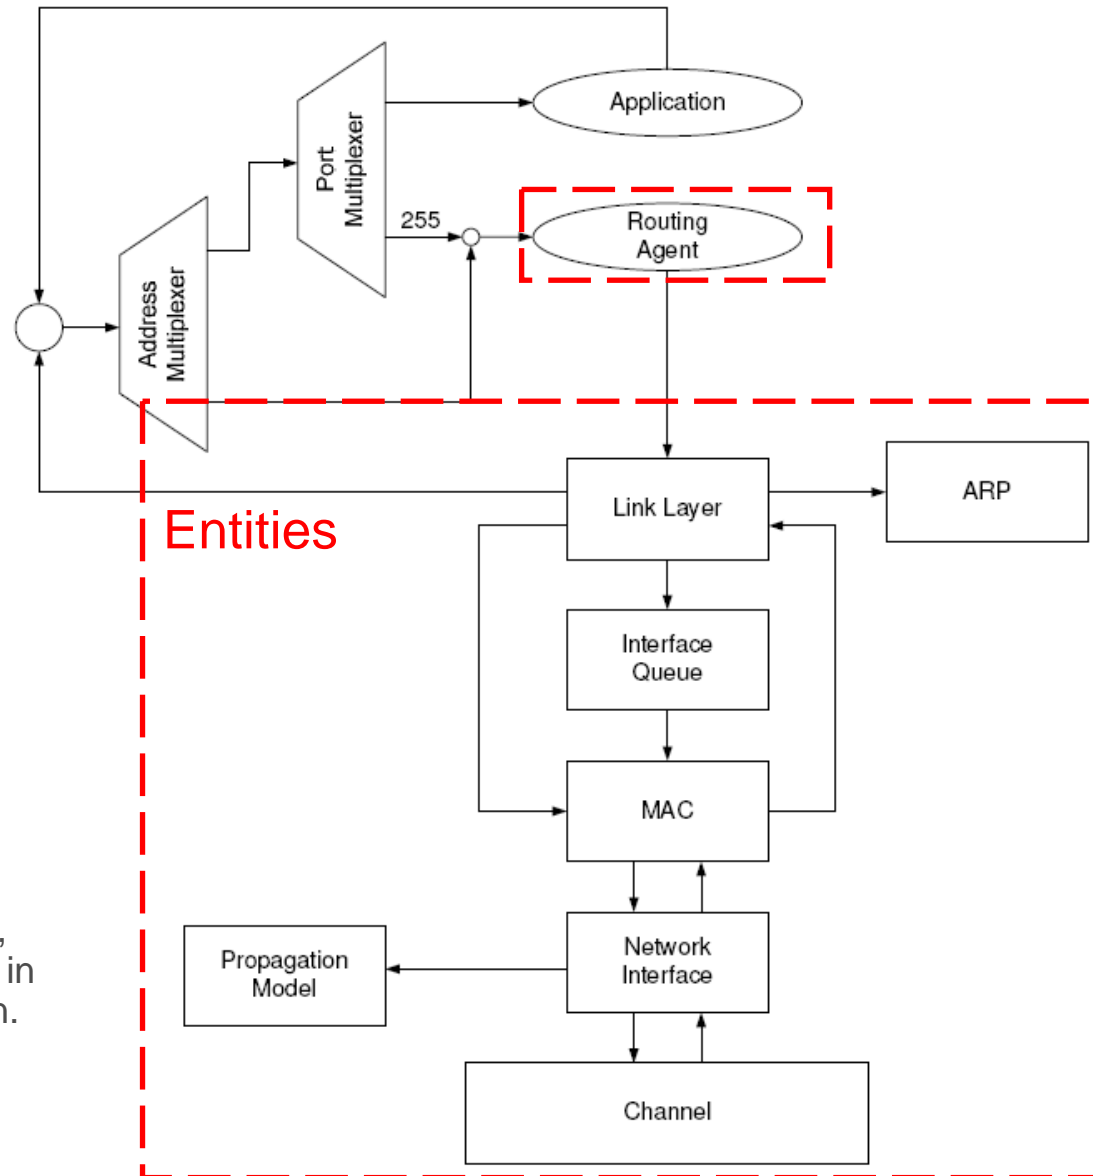 Application
Port
Multiplexer
255
Routing
Agent
Address
Multiplexer
Entities
Link Layer
ARP
Interface
Queue
MAC
,
in
n.
Propagation
Model
Network
Interface
Channel